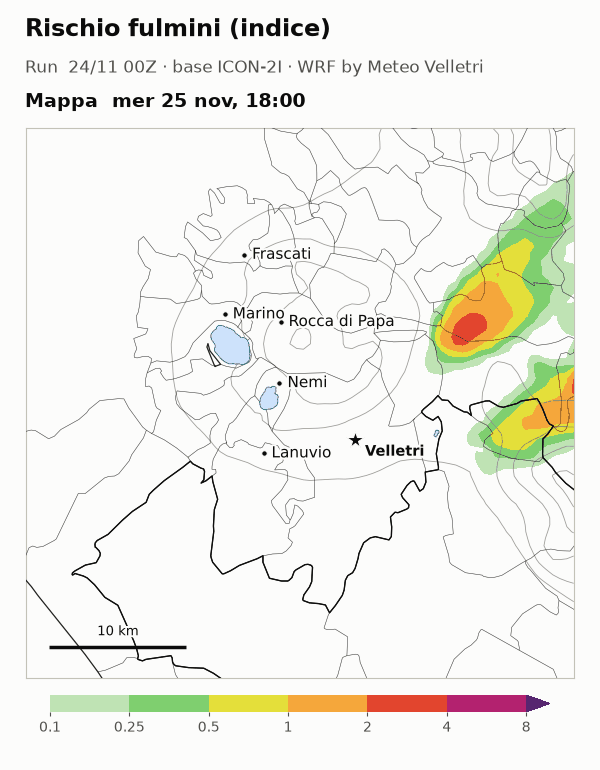 Rischio fulmini (indice)
Run  24/11 00Z · base ICON-2I · WRF by Meteo Velletri
Mappa  mer 25 nov, 18:00
Frascati
Marino
Rocca di Papa
Nemi
Velletri
Lanuvio
10 km
0.1 0.25 0.5 1 2 4 8